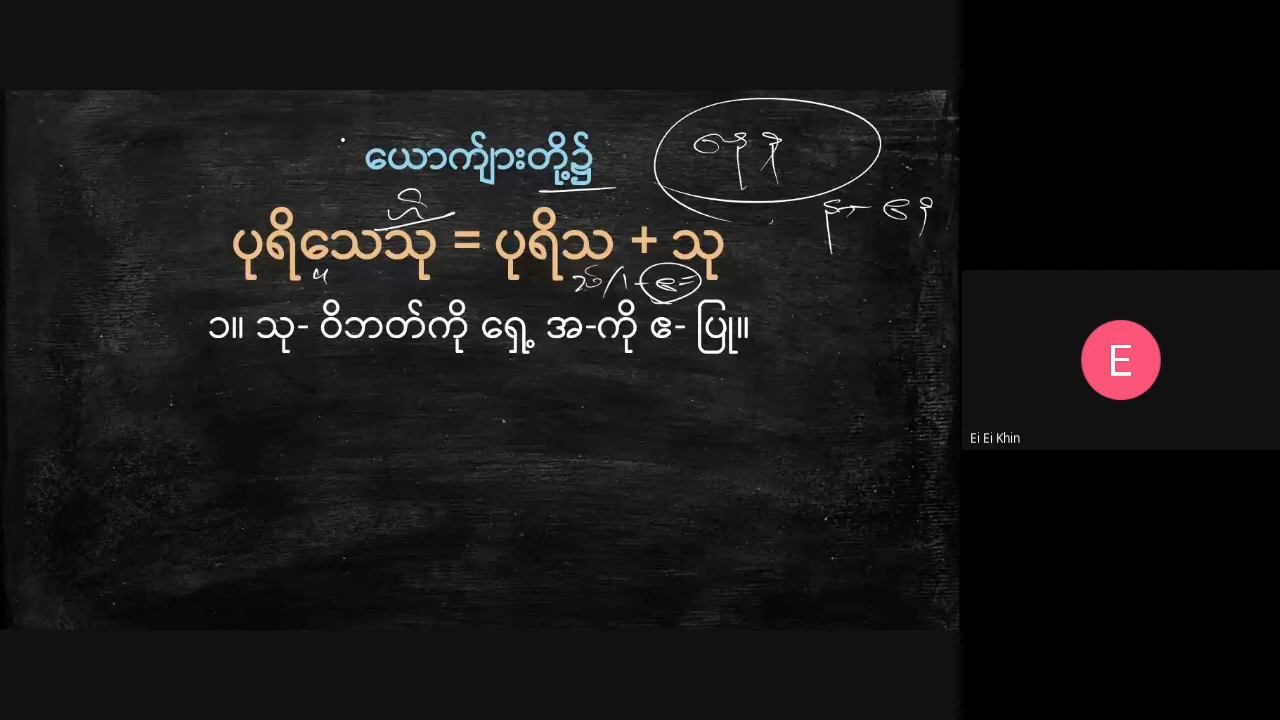 ယောက်ျားတို့၌
ပုရိသေသု = ပုရိသ + သု
၁။ သု- ဝိဘတ်ကို ရှေ့ အ-ကို ဧ- ပြု။
E
Ei Ei Khin